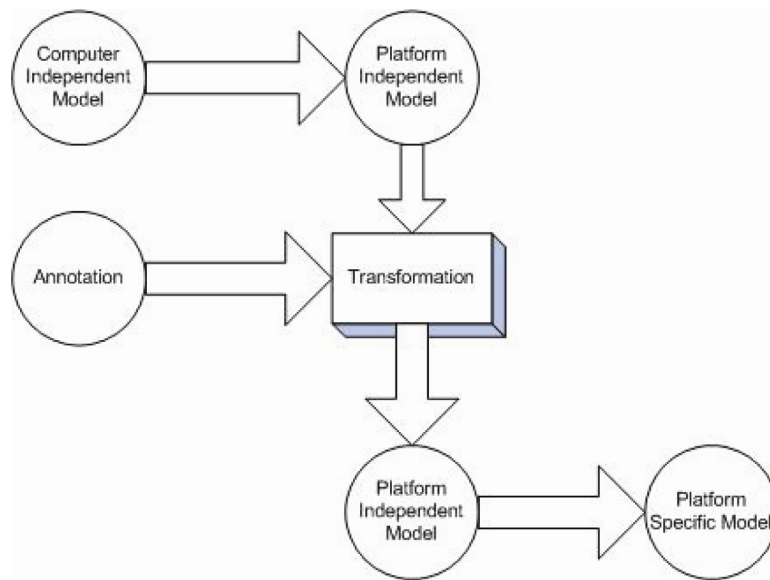 Computer
Independent
Model
Platform
Independent
Model
Annotation
Transformation
Platform
Independent
Model
Platform
Specific Model